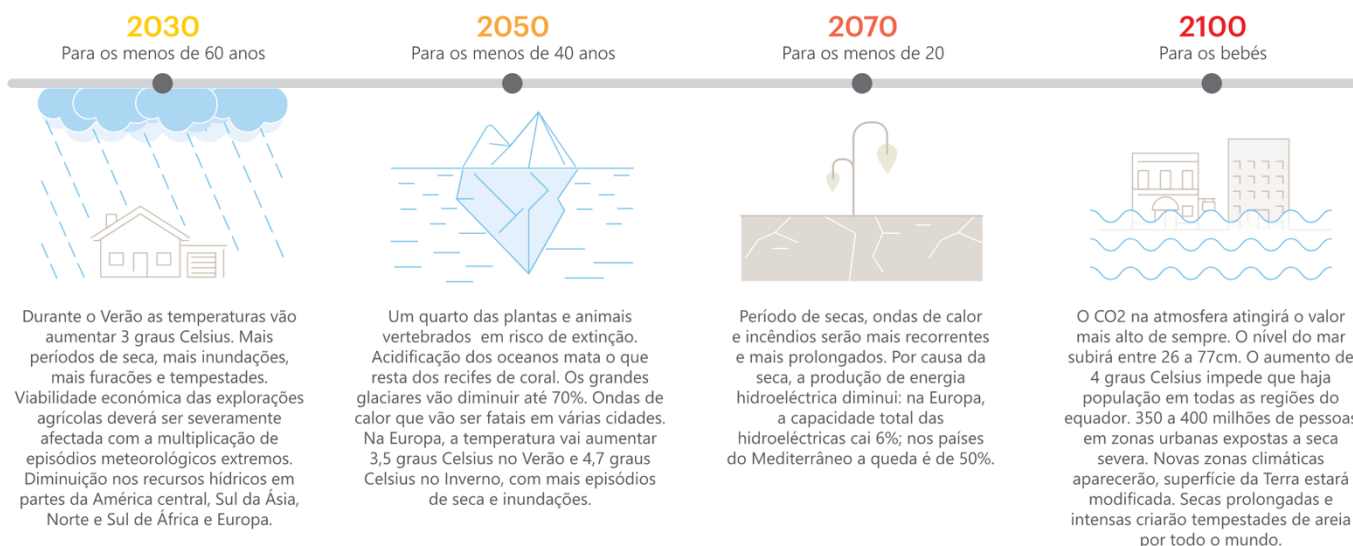 2030
Para os menos de 60 anos
Durante o Verão as temperaturas vão
aumentar 3 graus Celsius. Mais
períodos de seca, mais inundações,
mais furacões e tempestades.
Viabilidade económica das explorações
agrícolas deverá ser severamente
afectada com a multiplicação de
episódios meteorológicos extremos.
Diminuição nos recursos hídricos em
partes da América central, Sul da Ásia,
Norte e Sul de África e Europa.
2050
Para os menos de 40 anos
Um quarto das plantas e animais
vertebrados em risco de extinção.
Acidificação dos oceanos mata o que
resta dos recifes de coral. Os grandes
glaciares vão diminuir até 70%. Ondas de
calor que vão ser fatais em várias cidades.
Na Europa, a temperatura vai aumentar
3,5 graus Celsius no Verão e 4,7 graus
Celsius no Inverno, com mais episódios
de seca e inundações.
2070
Para os menos de 20
Período de secas, ondas de calor
e incêndios serão mais recorrentes
e mais prolongados. Por causa da
seca, a produção de energia
hidroeléctrica diminui: na Europa,
a capacidade total das
hidroeléctricas cai 6%; nos países
do Mediterrâneo a queda é de 50%.
2100
Para os bebés
O CO2 na atmosfera atingirá o valor
mais alto de sempre. O nível do mar
subirá entre 26 a 77cm. O aumento de
4 graus Celsius impede que haja
população em todas as regiões do
equador. 350 a 400 milhões de pessoas
em zonas urbanas expostas a seca
severa. Novas zonas climáticas
aparecerão, superfície da Terra estará
modificada. Secas prolongadas e
intensas criarão tempestades de areia
por todo o mundo.